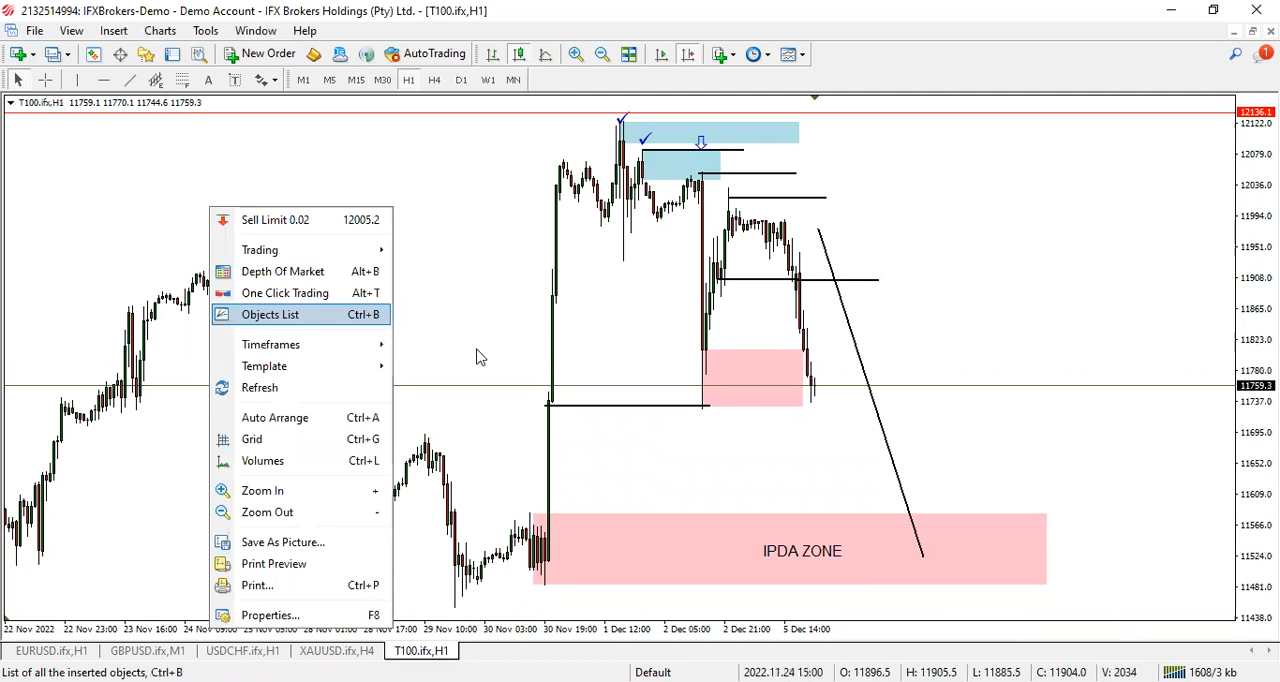 2132514994: IFXBrokers-Demo - Demo Account - IFX Brokers Holdings (Pty) Ltd. - [T100.ifx,H1]
File View Insert Charts Tools Window Help
New Order AutoTrading 1
A T M1 M5 M15 M30 H1 H4 D1 W1 MN
T100.ifx,H1 11759.1 11770.1 11744.6 11759.3
12136.1
12122.0
12079.0
12036.0
11994.0
11951.0
11908.0
11865.0
11823.0
11780.0
11759.3
11737.0
11695.0
11652.0
11609.0
11566.0
11524.0
11481.0
11438.0
Sell Limit 0.02 12005.2
Trading
Depth Of Market Alt+B
One Click Trading Alt+T
Objects List Ctrl+B
Timeframes
Template
Refresh
Auto Arrange Ctrl+A
Grid Ctrl+G
Volumes Ctrl+L
Zoom In +
Zoom Out -
Save As Picture...
Print Preview
Print... Ctrl+P
Properties... F8
IPDA ZONE
22 Nov 2022 22 Nov 23:00 23 Nov 16:00 24 Nov 09:00 25 Nov 05:00 28 Nov 01:00 28 Nov 17:00 29 Nov 10:00 30 Nov 03:00 30 Nov 19:00 1 Dec 12:00 2 Dec 05:00 2 Dec 21:00 5 Dec 14:00
EURUSD.ifx,H1 GBPUSD.ifx,M1 USDCHF.ifx,H1 XAUUSD.ifx,H4 T100.ifx,H1
List of all the inserted objects, Ctrl+B Default 2022.11.24 15:00 O: 11896.5 H: 11905.5 L: 11885.5 C: 11904.0 V: 2034 1608/3 kb